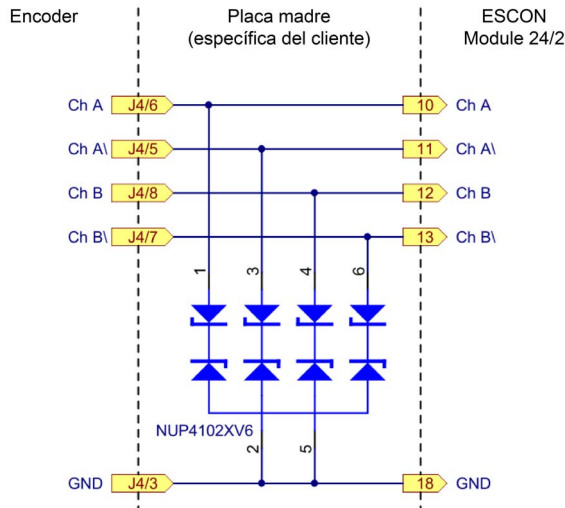 Encoder Placa madre ESCON
(específica del cliente) Module 24/2
Ch A J4/6 10 Ch A
Ch A\ J4/5 11 Ch A\
Ch B J4/8 12 Ch B
Ch B\ J4/7 13 Ch B\
1 3 4 6
NUP4102XV6
2 5
GND J4/3 18 GND